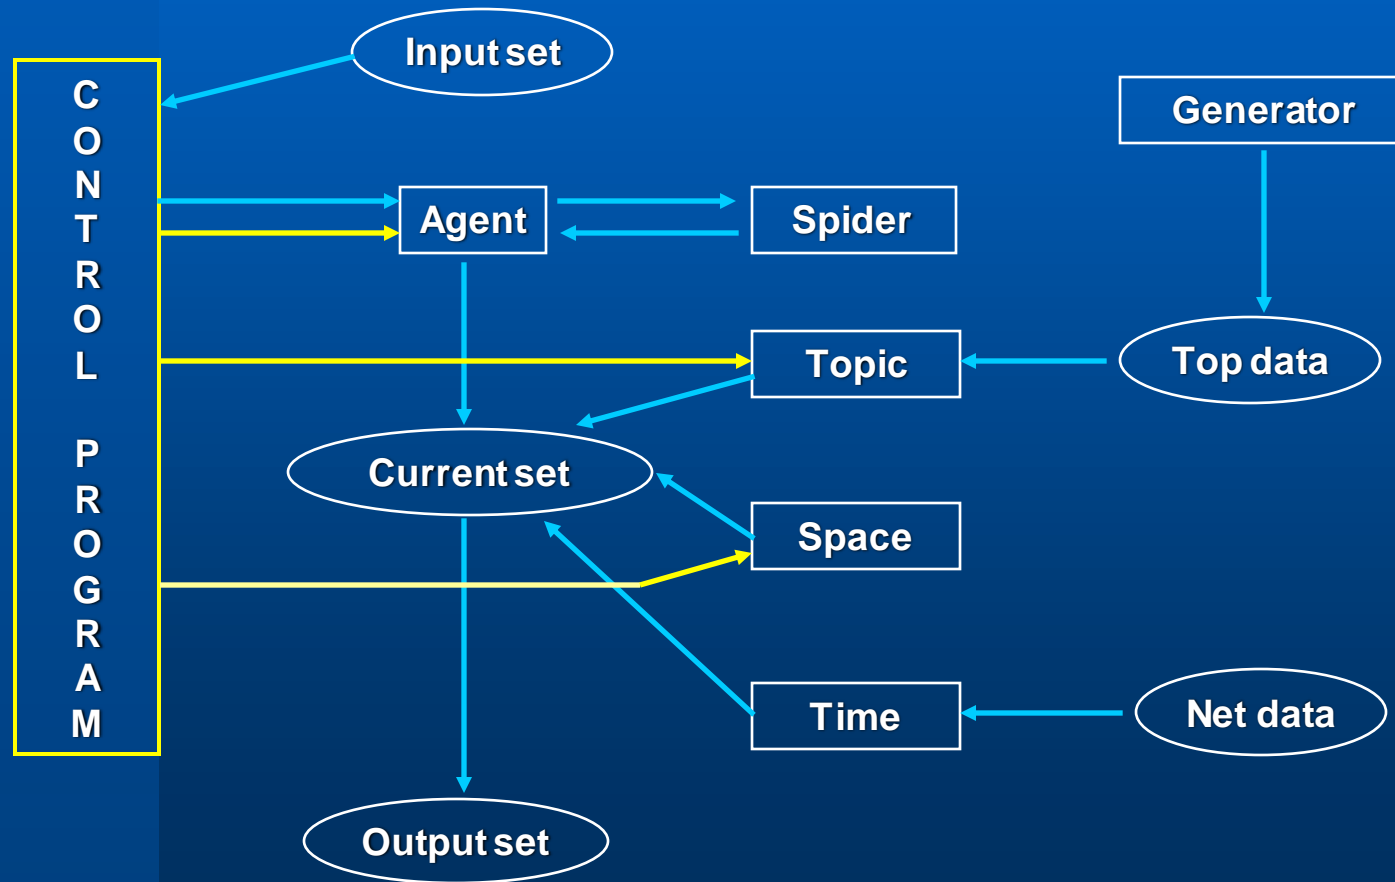 CONTROL PROGRAM
Input set
Generator
Agent
Spider
Topic
Top data
Current set
Space
Time
Net data
Output set